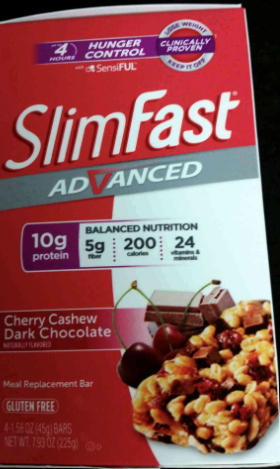 4 HOURS HUNGER CONTROL
with SensiFUL™
LOSE WEIGHT
CLINICALLY PROVEN
KEEP IT OFF
SlimFast®
ADVANCED
10g protein
BALANCED NUTRITION
5g fiber
200 calories
24 vitamins & minerals
Cherry Cashew
Dark Chocolate
NATURALLY FLAVORED
Meal Replacement Bar
GLUTEN FREE
4-1.58 OZ (45g) BARS
NET WT. 7.93 OZ (225g)